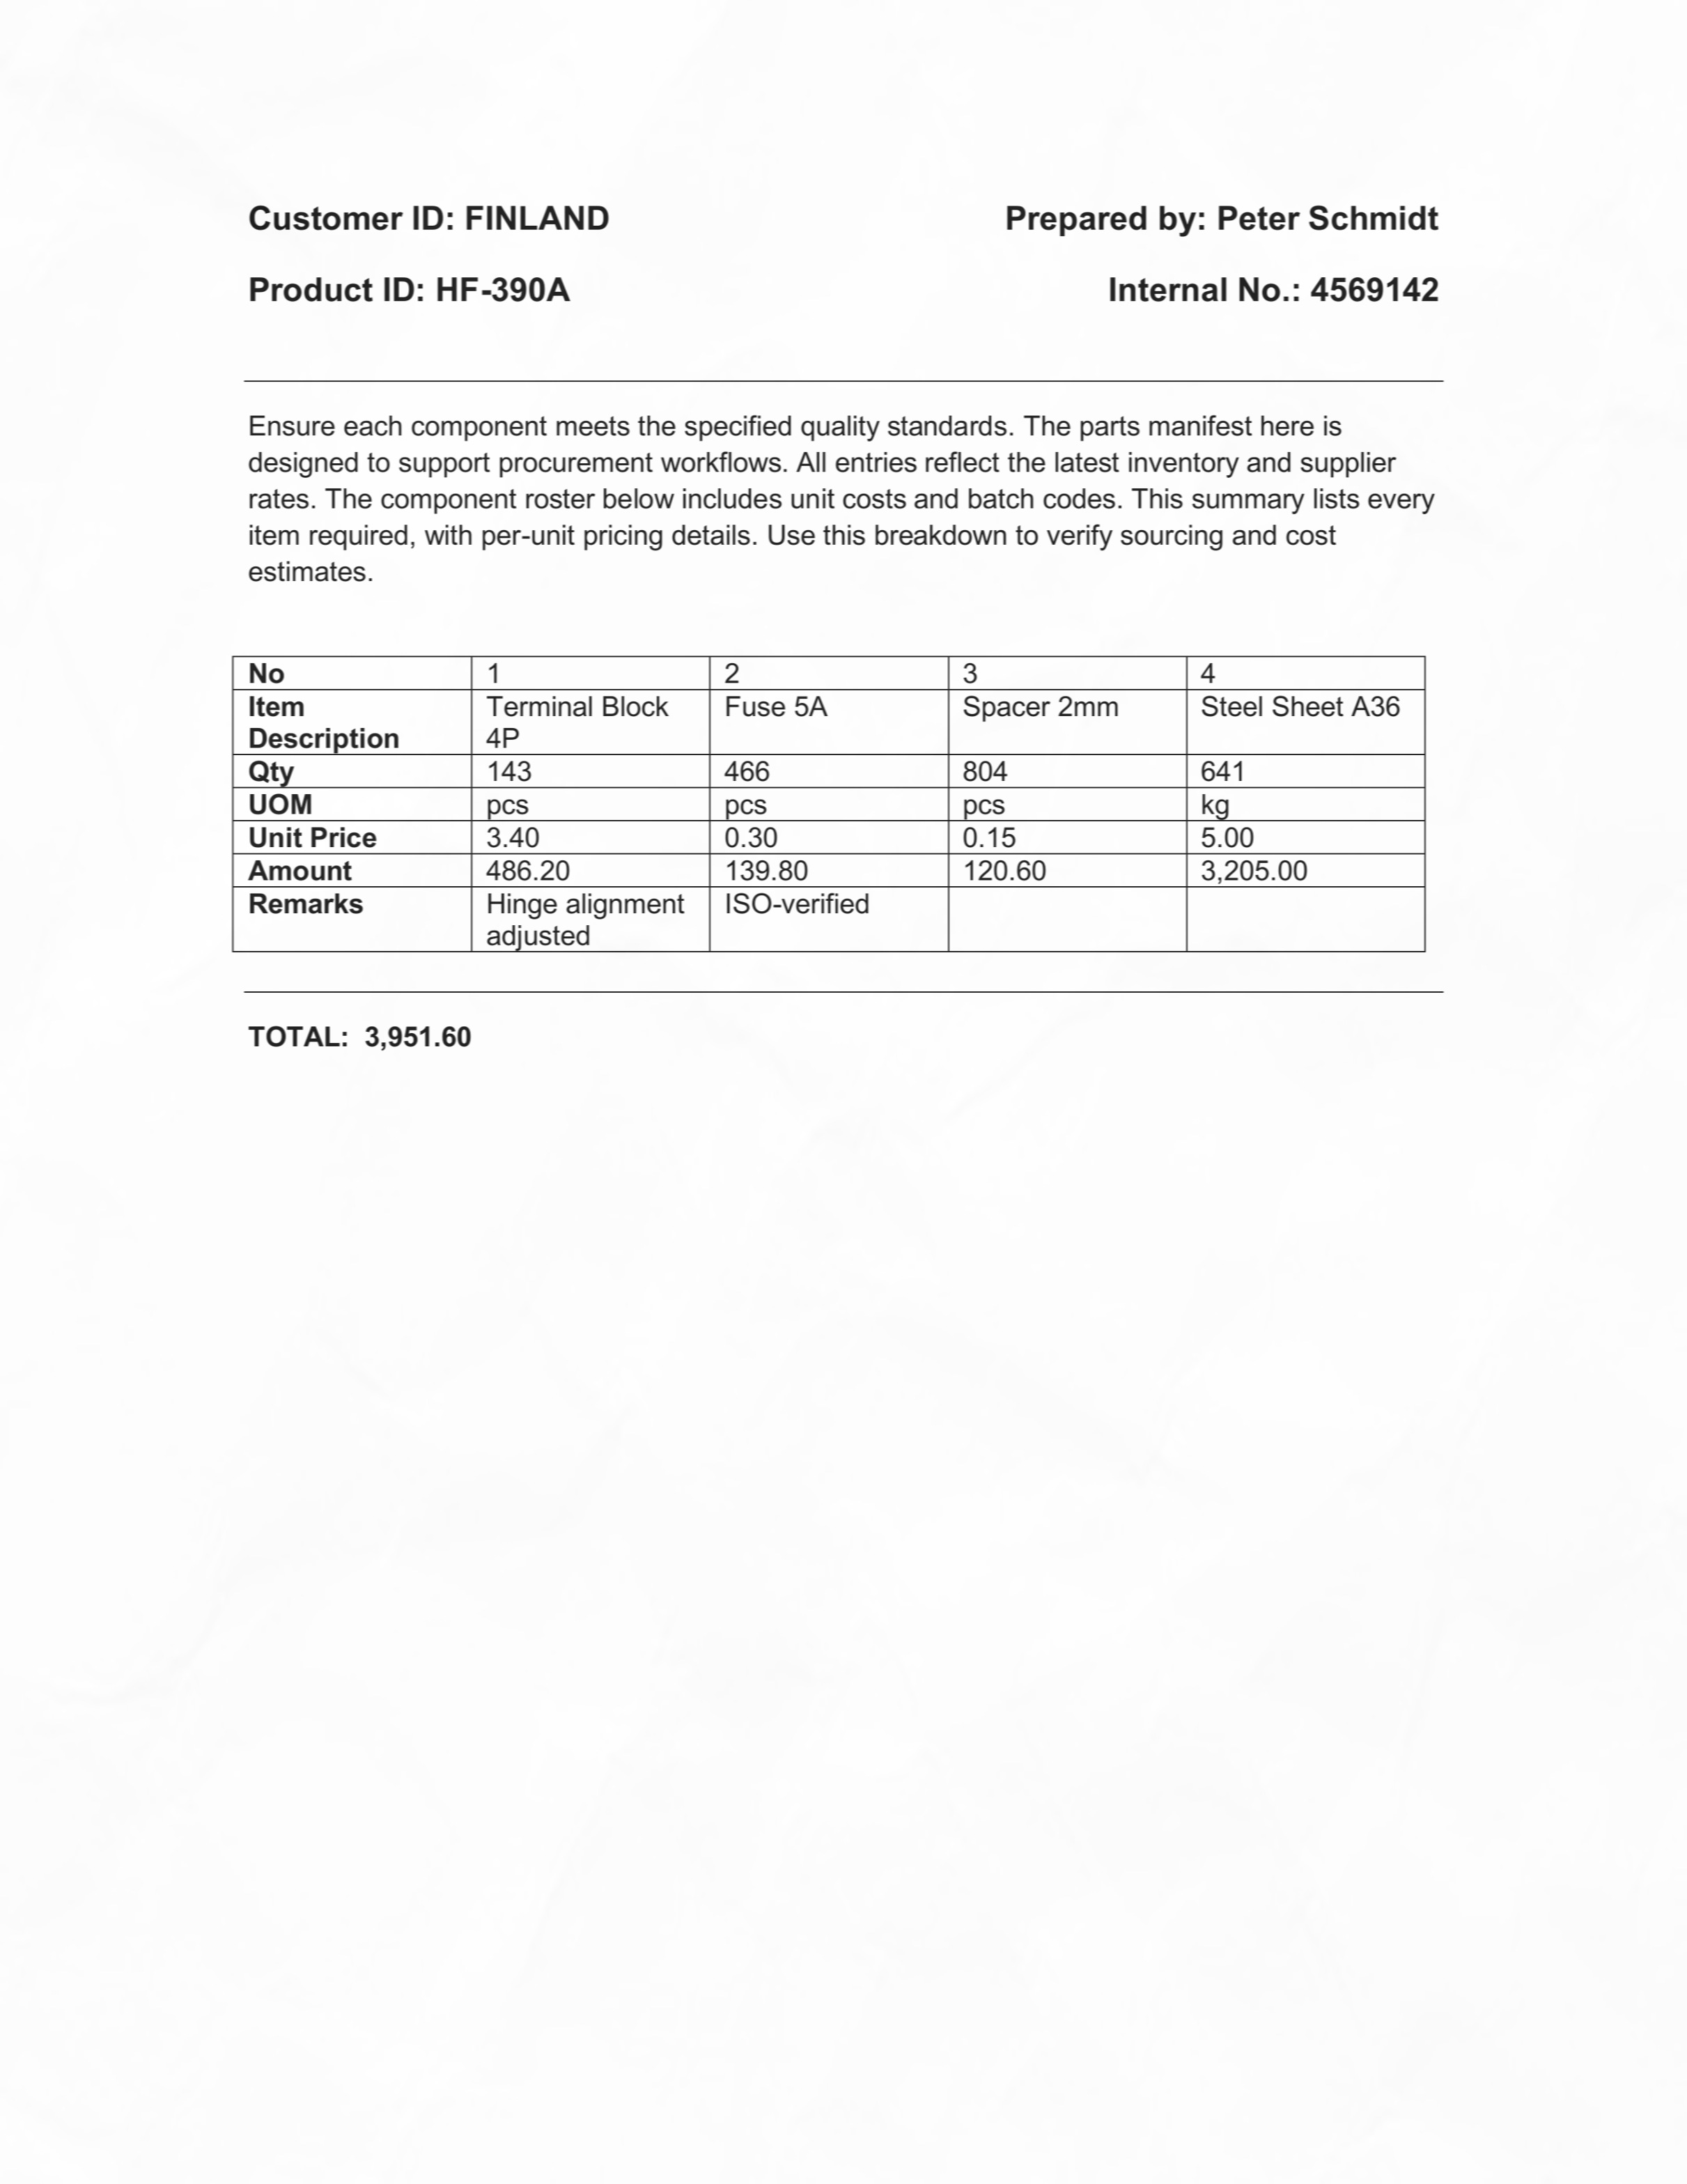 Customer ID: FINLAND Prepared by: Peter Schmidt
Product ID: HF-390A Internal No.: 4569142
Ensure each component meets the specified quality standards. The parts manifest here is
designed to support procurement workflows. All entries reflect the latest inventory and supplier
rates. The component roster below includes unit costs and batch codes. This summary lists every
item required, with per-unit pricing details. Use this breakdown to verify sourcing and cost
estimates.
No 1 2 3 4
Item Terminal Block Fuse 5A Spacer 2mm Steel Sheet A36
Description 4P
Qty 143 466 804 641
UOM pcs pcs pcs kg
Unit Price 3.40 0.30 0.15 5.00
Amount 486.20 139.80 120.60 3,205.00
Remarks Hinge alignment ISO-verified
adjusted
TOTAL: 3,951.60